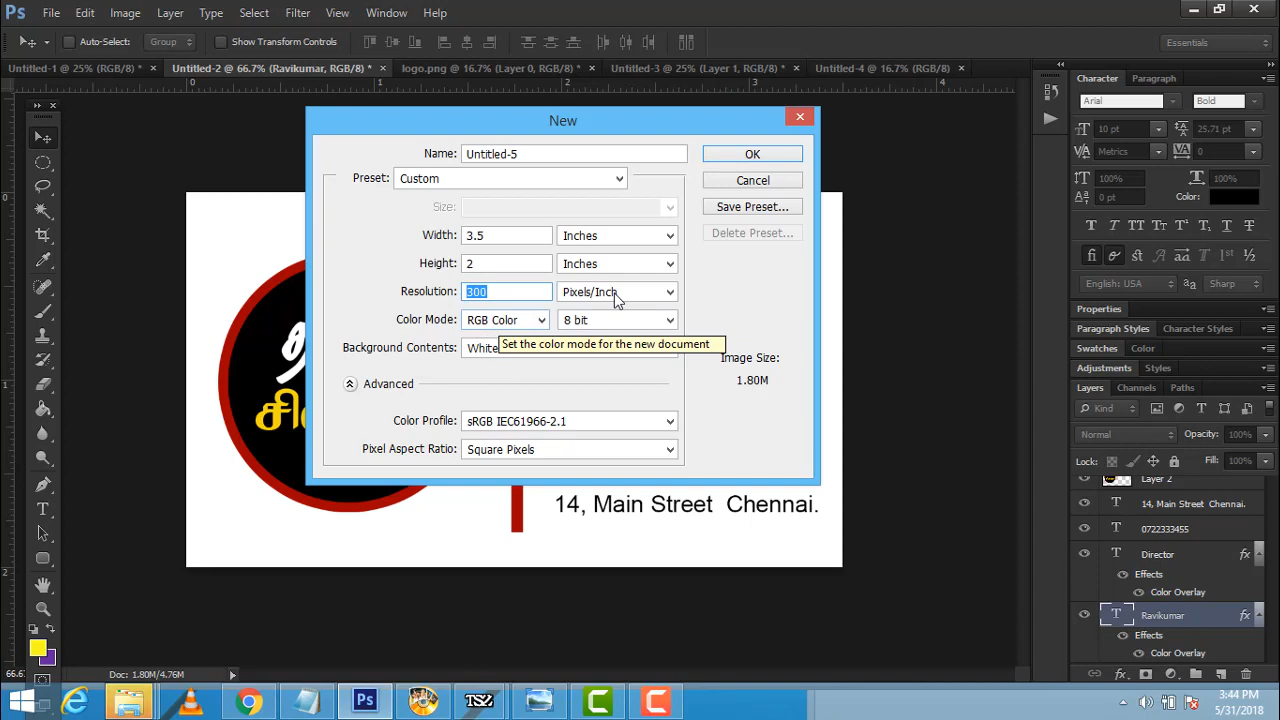 Ps File Edit Image Layer Type Select Filter View Window Help
Auto-Select: Group Show Transform Controls Essentials
Untitled-1 @ 25% (RGB/8) * × Untitled-2 @ 66.7% (Ravikumar, RGB/8) * × logo.png @ 16.7% (Layer 0, RGB/8) * × Untitled-3 @ 25% (Layer 1, RGB/8) * × Untitled-4 @ 16.7% (RGB/8) ×
0 1 2 3 4
New
Name: Untitled-5 OK
Preset: Custom Cancel
Size: Save Preset...
Width: 3.5 Inches Delete Preset...
Height: 2 Inches
Resolution: 300 Pixels/Inch
Color Mode: RGB Color 8 bit
Set the color mode for the new document
Background Contents: White
Image Size:
1.80M
Advanced
Color Profile: sRGB IEC61966-2.1
Pixel Aspect Ratio: Square Pixels
14, Main Street Chennai.
Character Paragraph
Arial Bold
10 pt 25.71 pt
Metrics 0
100% 100%
0 pt Color:
English: USA Sharp
Properties
Paragraph Styles Character Styles
Swatches Color
Adjustments Styles
Layers Channels Paths
Kind
Normal Opacity: 100%
Lock: Fill: 100%
Layer 2
14, Main Street Chennai.
0722333455
Director fx
Effects
Color Overlay
Ravikumar fx
Effects
Color Overlay
Doc: 1.80M/4.76M
3:44 PM
5/31/2018